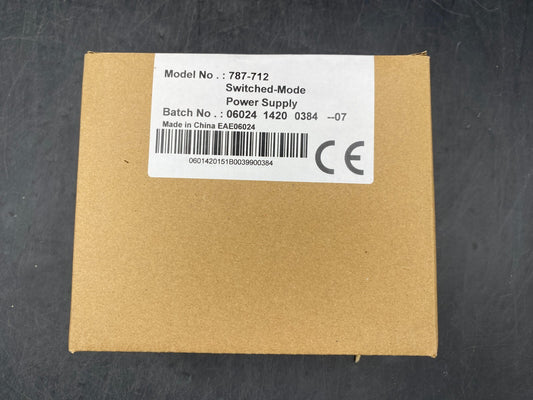 Model No . : 787-712
Switched-Mode
Power Supply
Batch No . : 06024 1420 0384 --07
Made in China EAE06024
0601420151B0039900384
CE